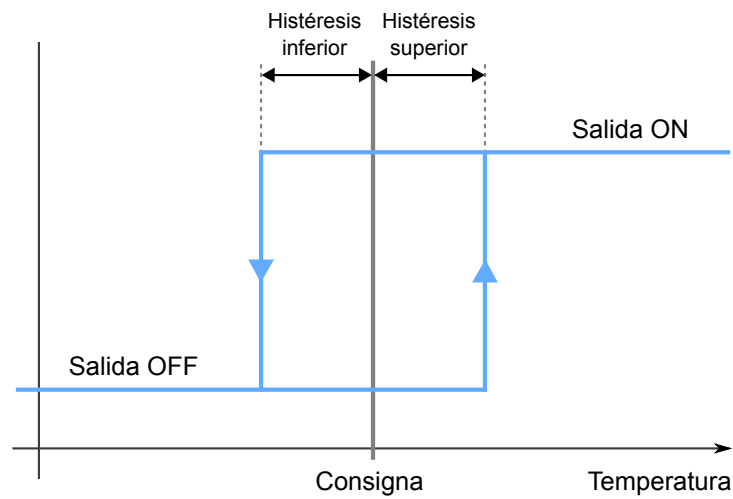 Histéresis
inferior
Histéresis
superior
Salida ON
Salida OFF
Consigna
Temperatura